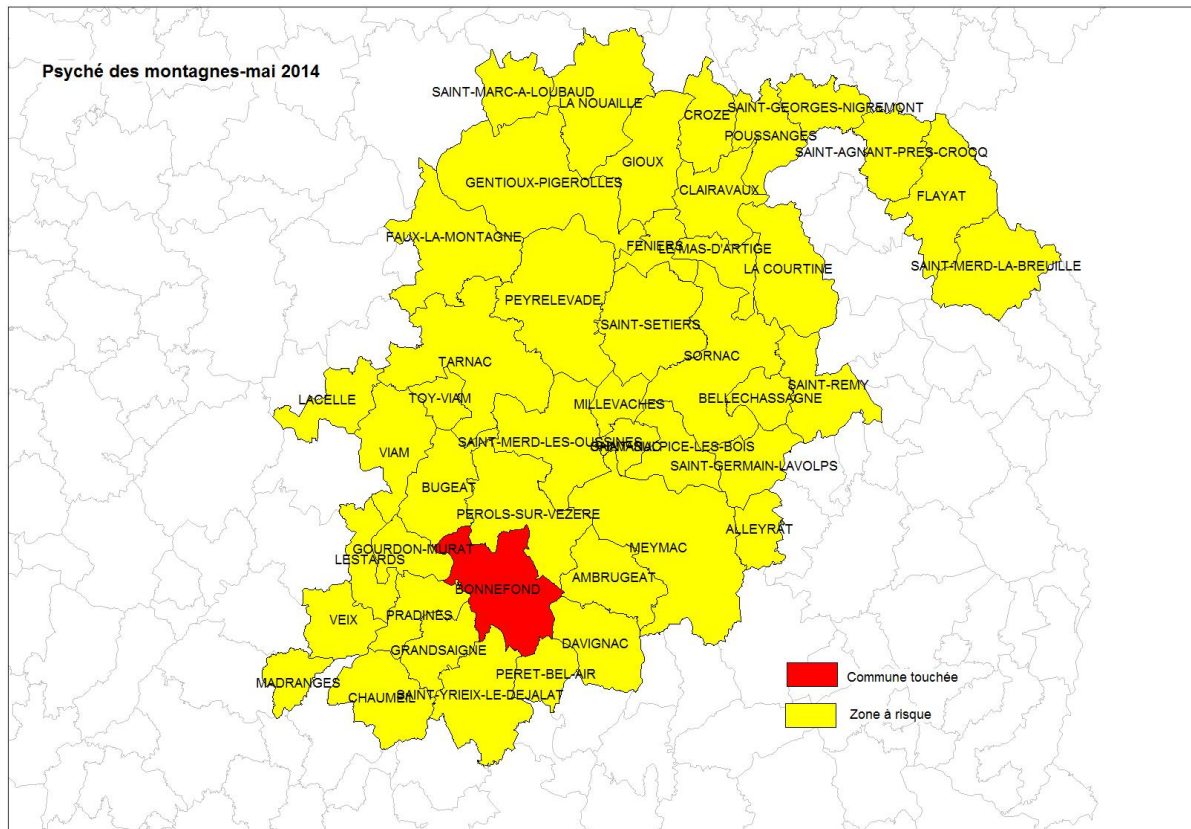 Psyché des montagnes-mai 2014
SAINT-MARC-A-LOUBAUD
LA NOUAILLE
CROZE
SAINT-GEORGES-NIGREMONT
POUSSANGES
SAINT-AGNANT-PRES-CROCQ
GIOUX
GENTIOUX-PIGEROLLES
CLAIRAVAUX
FLAYAT
FAUX-LA-MONTAGNE
FENIERS
LE MAS-D'ARTIGE
LA COURTINE
SAINT-MERD-LA-BREUILLE
PEYRELEVADE
SAINT-SETIERS
SORNAC
TARNAC
SAINT-REMY
LACELLE
TOY-VIAM
MILLEVACHES
BELLECHASSAGNE
SAINT-MERD-LES-OUSSINES
SAINT-SULPICE-LES-BOIS
VIAM
SAINT-GERMAIN-LAVOLPS
BUGEAT
PEROLS-SUR-VEZERE
ALLEYRAT
GOURDON-MURAT
MEYMAC
LESTARDS
AMBRUGEAT
BONNEFOND
VEIX
PRADINES
DAVIGNAC
GRANDSAIGNE
PERET-BEL-AIR
MADRANGES
CHAUMEIL
SAINT-YRIEIX-LE-DEJALAT
Commune touchée
Zone à risque